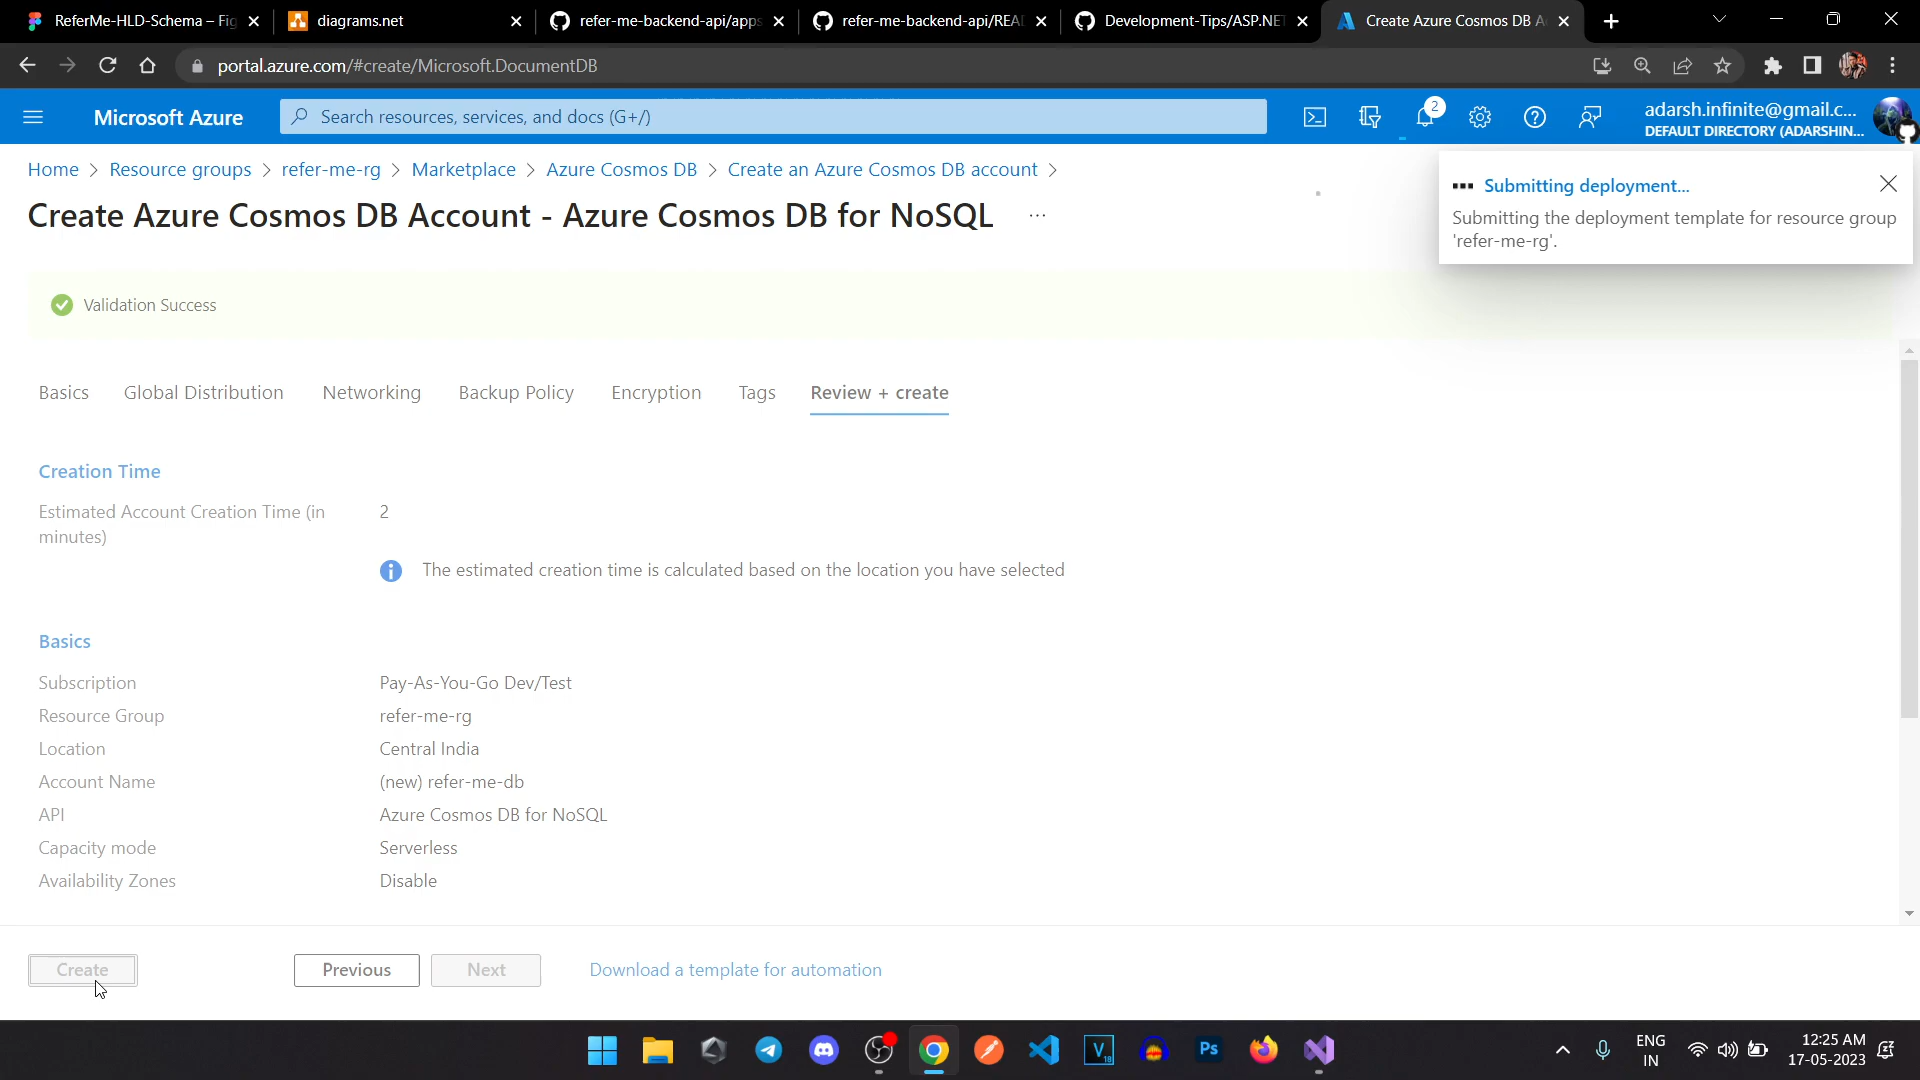 ReferMe-HLD-Schema – Fig
diagrams.net
refer-me-backend-api/apps
refer-me-backend-api/REA
Development-Tips/ASP.NET
Create Azure Cosmos DB A
portal.azure.com/#create/Microsoft.DocumentDB
Microsoft Azure
Search resources, services, and docs (G+/)
2
adarsh.infinite@gmail.c...
DEFAULT DIRECTORY (ADARSHIN...
Home > Resource groups > refer-me-rg > Marketplace > Azure Cosmos DB > Create an Azure Cosmos DB account >
Create Azure Cosmos DB Account - Azure Cosmos DB for NoSQL ...
Submitting deployment...
Submitting the deployment template for resource group
'refer-me-rg'.
Validation Success
Basics Global Distribution Networking Backup Policy Encryption Tags Review + create
Creation Time
Estimated Account Creation Time (in
minutes)
2
The estimated creation time is calculated based on the location you have selected
Basics
Subscription Pay-As-You-Go Dev/Test
Resource Group refer-me-rg
Location Central India
Account Name (new) refer-me-db
API Azure Cosmos DB for NoSQL
Capacity mode Serverless
Availability Zones Disable
Create Previous Next Download a template for automation
V
18
Ps
ENG
IN
12:25 AM
17-05-2023